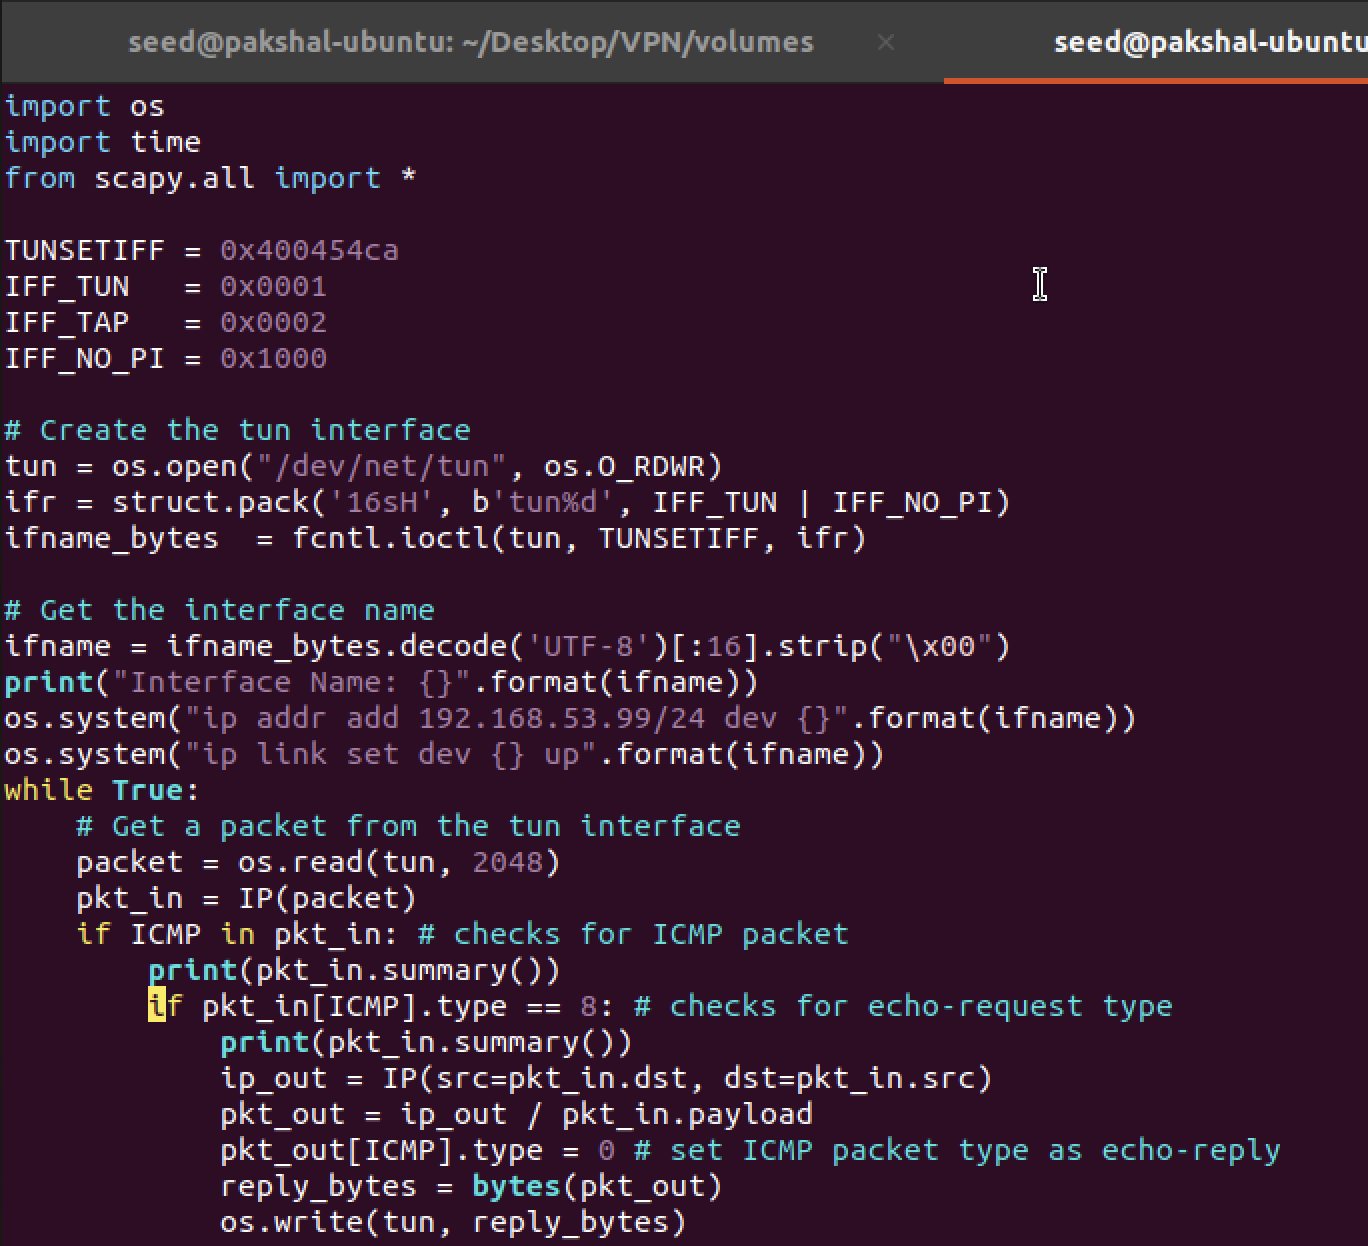 seed@pakshal-ubuntu: ~/Desktop/VPN/volumes × seed@pakshal-ubuntu
import os
import time
from scapy.all import *

TUNSETIFF = 0x400454ca
IFF_TUN   = 0x0001
IFF_TAP   = 0x0002
IFF_NO_PI = 0x1000

# Create the tun interface
tun = os.open("/dev/net/tun", os.O_RDWR)
ifr = struct.pack('16sH', b'tun%d', IFF_TUN | IFF_NO_PI)
ifname_bytes  = fcntl.ioctl(tun, TUNSETIFF, ifr)

# Get the interface name
ifname = ifname_bytes.decode('UTF-8')[:16].strip("\x00")
print("Interface Name: {}".format(ifname))
os.system("ip addr add 192.168.53.99/24 dev {}".format(ifname))
os.system("ip link set dev {} up".format(ifname))
while True:
    # Get a packet from the tun interface
    packet = os.read(tun, 2048)
    pkt_in = IP(packet)
    if ICMP in pkt_in: # checks for ICMP packet
        print(pkt_in.summary())
        if pkt_in[ICMP].type == 8: # checks for echo-request type
            print(pkt_in.summary())
            ip_out = IP(src=pkt_in.dst, dst=pkt_in.src)
            pkt_out = ip_out / pkt_in.payload
            pkt_out[ICMP].type = 0 # set ICMP packet type as echo-reply
            reply_bytes = bytes(pkt_out)
            os.write(tun, reply_bytes)